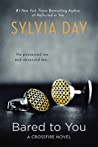 #1 New York Times Bestselling Author
of Reflected in You
SYLVIA DAY
He possessed me
and obsessed me...
Bared to You
A CROSSFIRE NOVEL